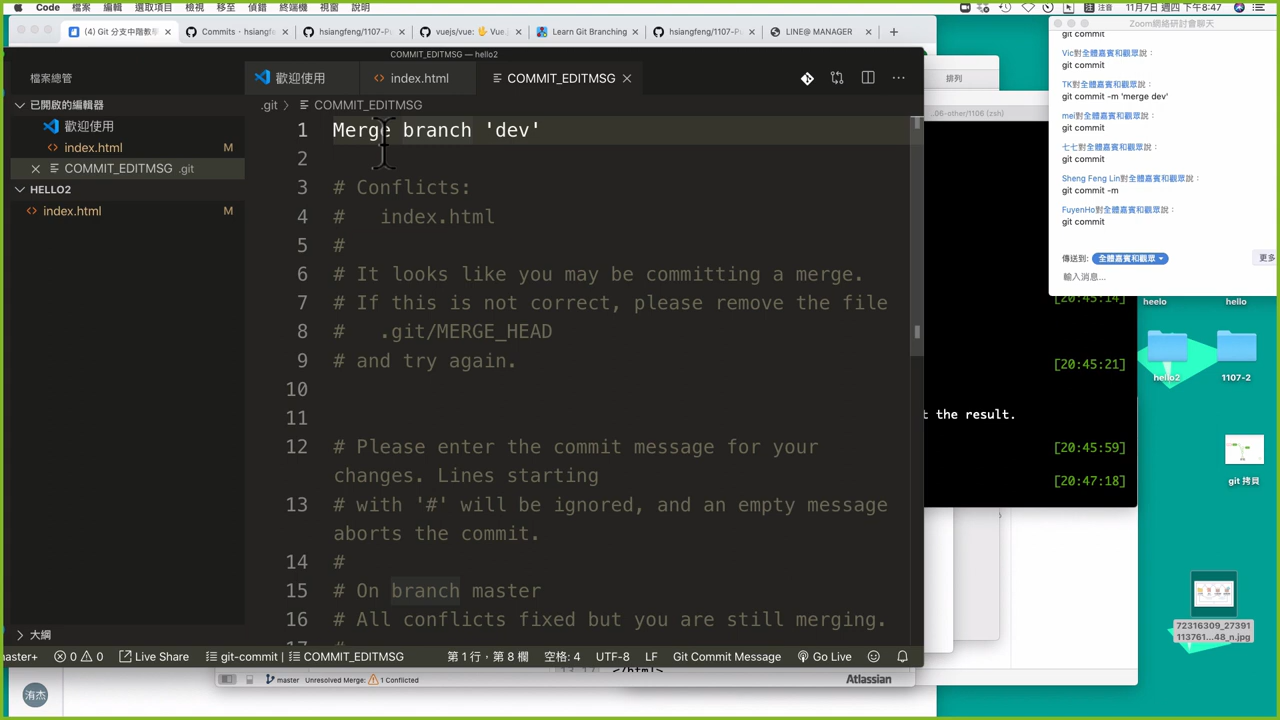 Code 檔案 編輯 選取項目 檢視 移至 偵錯 終端機 視窗 說明
注音 11月7日 週四 下午8:47
(4) Git 分支中階教學
Commits · hsiangfeng/
hsiangfeng/1107-P
vuejs/vue: 🖖 Vue.j
Learn Git Branching
hsiangfeng/1107-P
LINE@ MANAGER
COMMIT_EDITMSG — hello2
檔案總管
歡迎使用
index.html
COMMIT_EDITMSG
.git
COMMIT_EDITMSG
已開啟的編輯器
歡迎使用
index.html M
COMMIT_EDITMSG .git
HELLO2
index.html M
大綱
1 Merge branch 'dev'
2
3 # Conflicts:
4 # index.html
5 #
6 # It looks like you may be committing a merge.
7 # If this is not correct, please remove the file
8 # .git/MERGE_HEAD
9 # and try again.
10
11
12 # Please enter the commit message for your
changes. Lines starting
13 # with '#' will be ignored, and an empty message
aborts the commit.
14 #
15 # On branch master
16 # All conflicts fixed but you are still merging.
17 #
master+ 0 0 Live Share git-commit | COMMIT_EDITMSG 第 1 行，第 8 欄 空格: 4 UTF-8 LF Git Commit Message Go Live
master Unresolved Merge: 1 Conflicted Atlassian
</html>
洧杰
排列
06-other/1106 (zsh)
[20:45:14]
[20:45:21]
t the result.
[20:45:59]
[20:47:18]
Zoom網絡研討會聊天
git commit
Vic對全體嘉賓和觀眾說：
git commit
TK對全體嘉賓和觀眾說：
git commit -m 'merge dev'
mei對全體嘉賓和觀眾說：
git commit
七七對全體嘉賓和觀眾說：
git commit
Sheng Feng Lin對全體嘉賓和觀眾說：
git commit -m
FuyenHo對全體嘉賓和觀眾說：
git commit
傳送到: 全體嘉賓和觀眾 更多
輸入消息...
heelo
hello
hello2
1107-2
git 拷貝
72316309_27391
113761...48_n.jpg